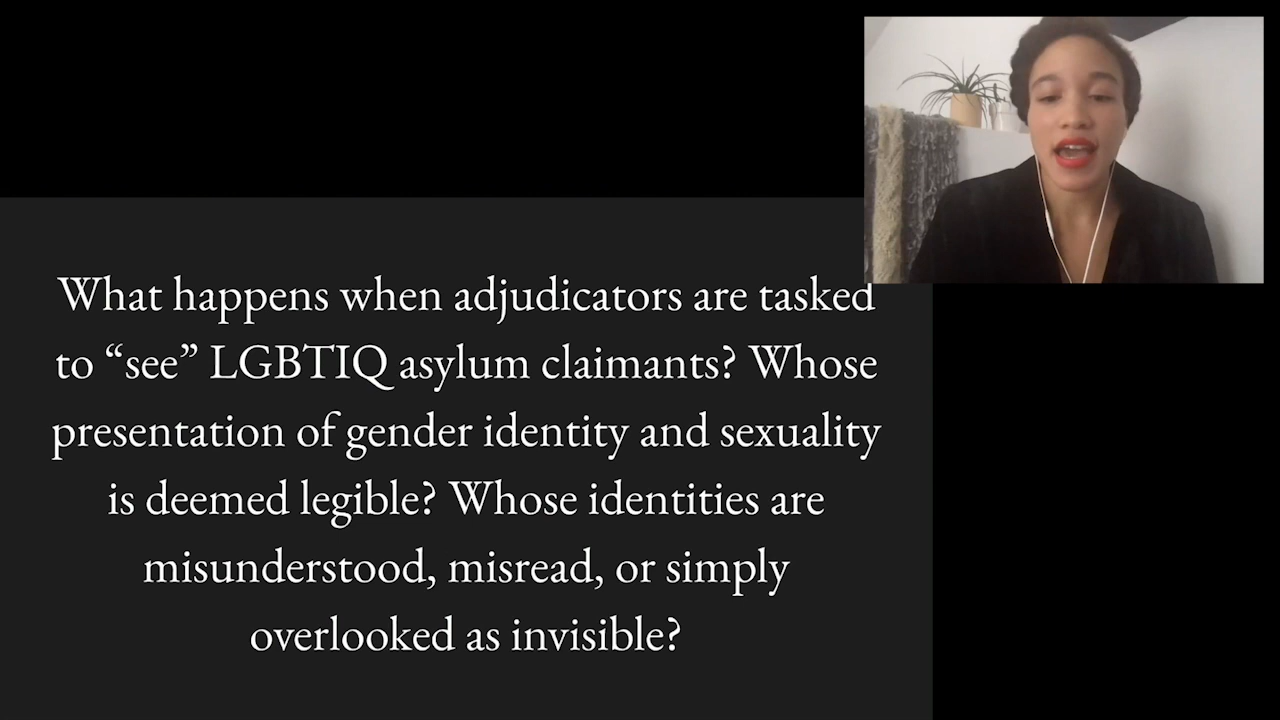 What happens when adjudicators are tasked
to “see” LGBTIQ asylum claimants? Whose
presentation of gender identity and sexuality
is deemed legible? Whose identities are
misunderstood, misread, or simply
overlooked as invisible?